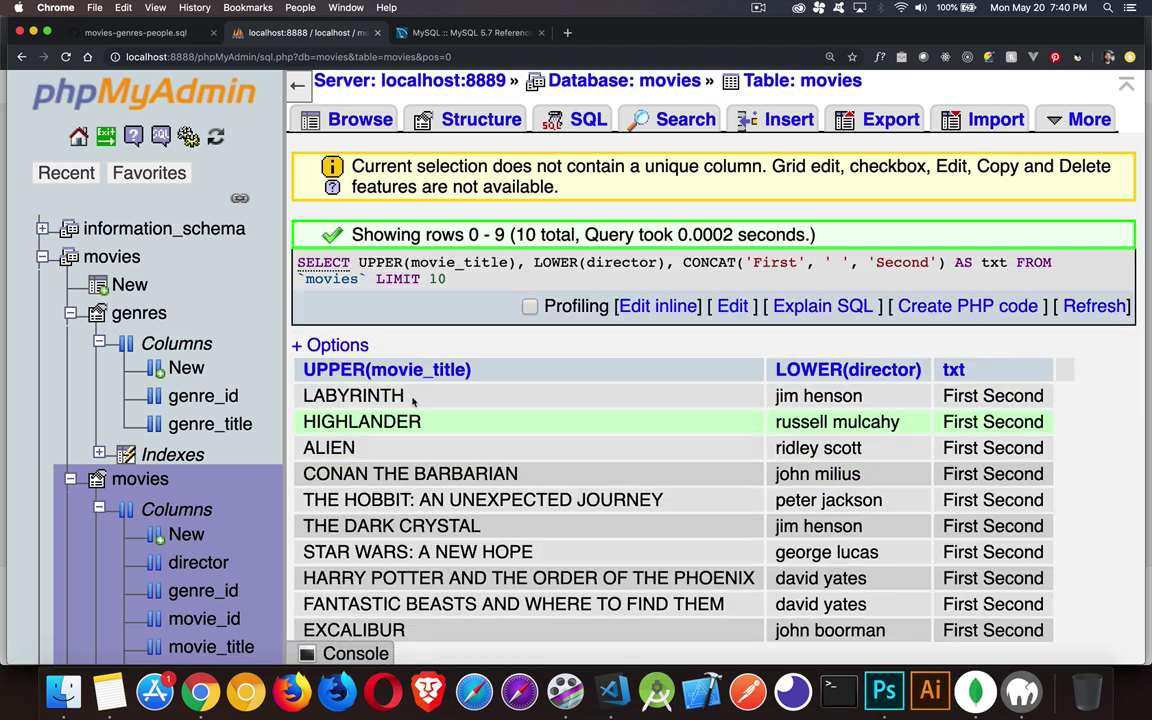 Chrome File Edit View History Bookmarks People Window Help 100% Mon May 20 7:40 PM
movies-genres-people.sql localhost:8888 / localhost / m MySQL :: MySQL 5.7 Referenc
localhost:8888/phpMyAdmin/sql.php?db=movies&table=movies&pos=0
phpMyAdmin
Recent Favorites
information_schema
movies
New
genres
Columns
New
genre_id
genre_title
Indexes
movies
Columns
New
director
genre_id
movie_id
movie_title
Server: localhost:8889 » Database: movies » Table: movies
Browse Structure SQL Search Insert Export Import More
Current selection does not contain a unique column. Grid edit, checkbox, Edit, Copy and Delete
features are not available.
Showing rows 0 - 9 (10 total, Query took 0.0002 seconds.)
SELECT UPPER(movie_title), LOWER(director), CONCAT('First', ' ', 'Second') AS txt FROM
`movies` LIMIT 10
Profiling [Edit inline] [ Edit ] [ Explain SQL ] [ Create PHP code ] [ Refresh]
+ Options
UPPER(movie_title) LOWER(director) txt
LABYRINTH jim henson First Second
HIGHLANDER russell mulcahy First Second
ALIEN ridley scott First Second
CONAN THE BARBARIAN john milius First Second
THE HOBBIT: AN UNEXPECTED JOURNEY peter jackson First Second
THE DARK CRYSTAL jim henson First Second
STAR WARS: A NEW HOPE george lucas First Second
HARRY POTTER AND THE ORDER OF THE PHOENIX david yates First Second
FANTASTIC BEASTS AND WHERE TO FIND THEM david yates First Second
EXCALIBUR john boorman First Second
Console
Ps Ai